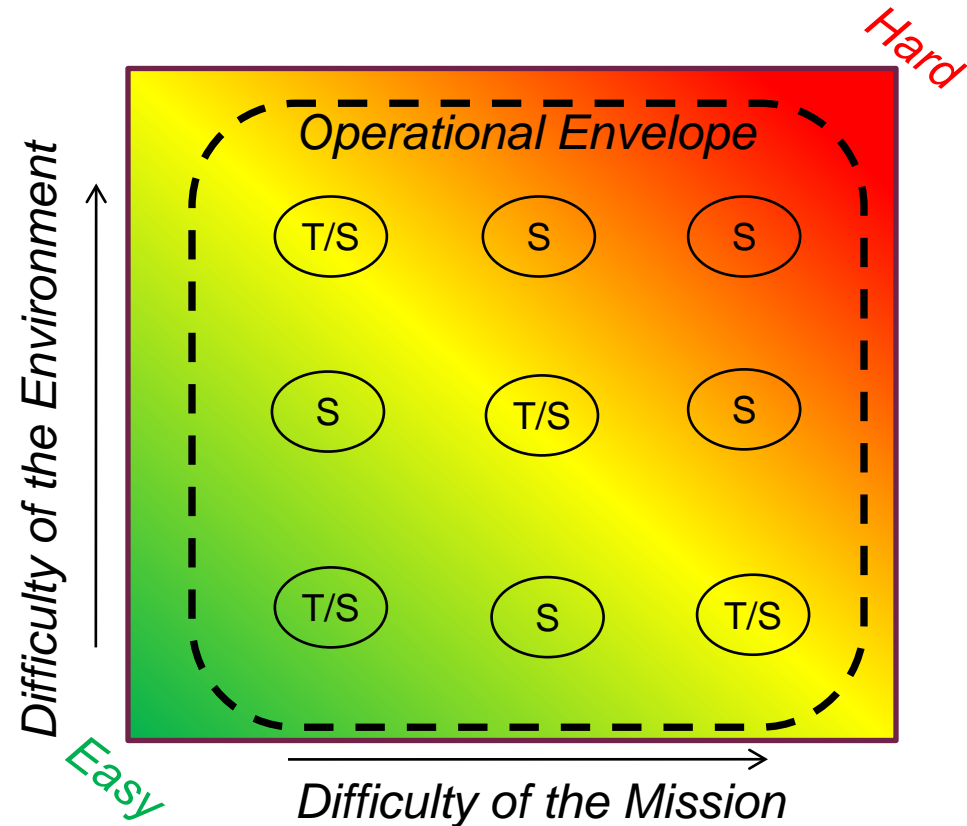 Hard
Operational Envelope
Difficulty of the Environment
T/S S S
S T/S S
T/S S T/S
Easy
Difficulty of the Mission